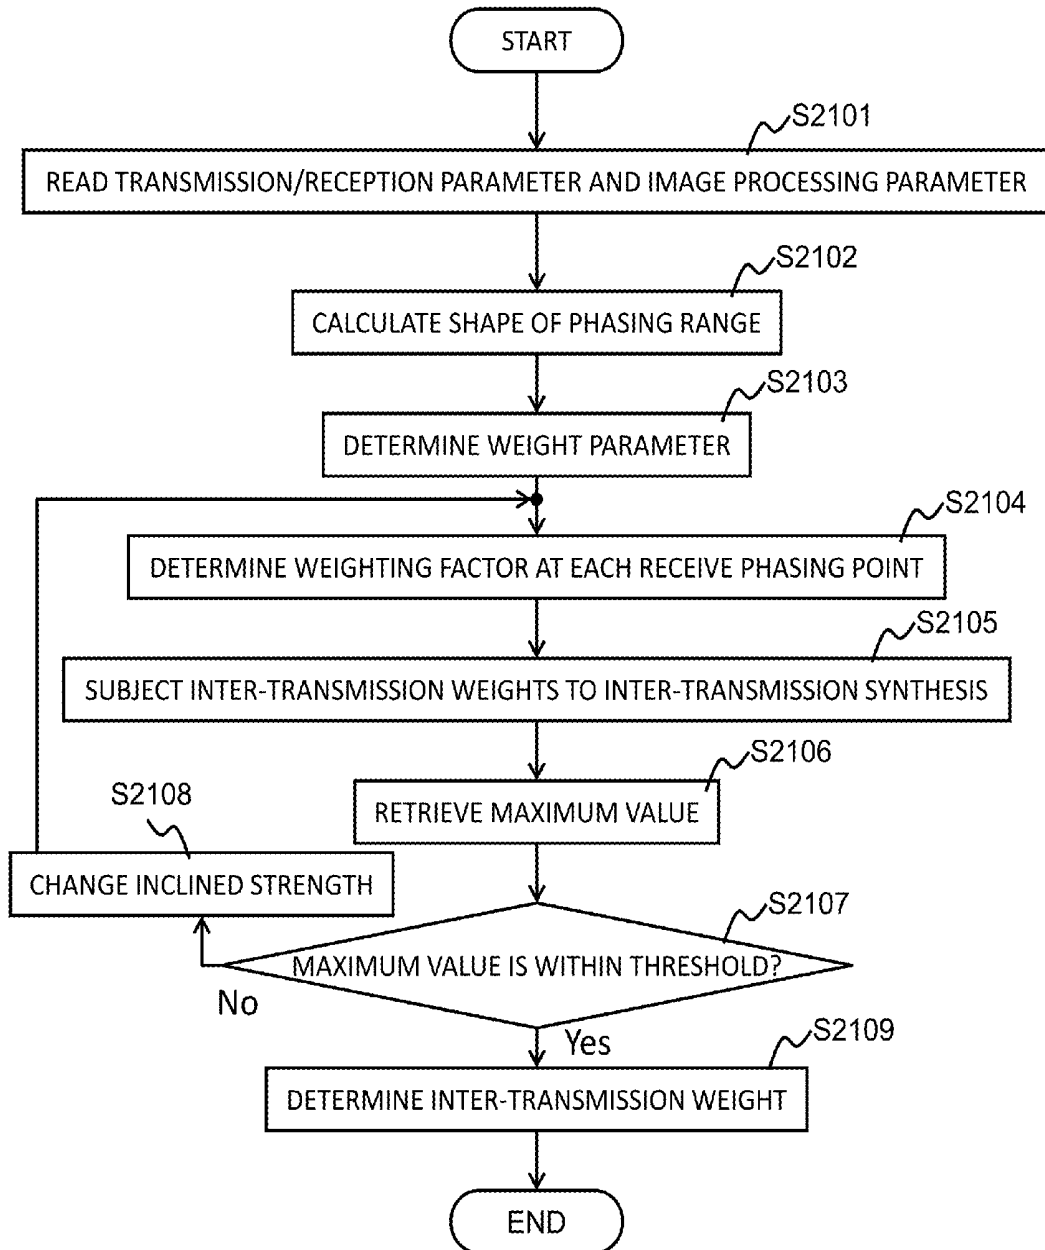 START
S2101
READ TRANSMISSION/RECEPTION PARAMETER AND IMAGE PROCESSING PARAMETER
S2102
CALCULATE SHAPE OF PHASING RANGE
S2103
DETERMINE WEIGHT PARAMETER
S2104
DETERMINE WEIGHTING FACTOR AT EACH RECEIVE PHASING POINT
S2105
SUBJECT INTER-TRANSMISSION WEIGHTS TO INTER-TRANSMISSION SYNTHESIS
S2106
RETRIEVE MAXIMUM VALUE
S2108
CHANGE INCLINED STRENGTH
S2107
MAXIMUM VALUE IS WITHIN THRESHOLD?
No
Yes
S2109
DETERMINE INTER-TRANSMISSION WEIGHT
END